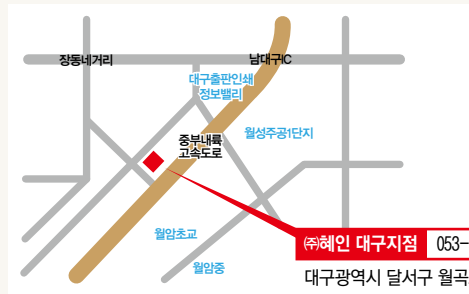 장동네거리
남대구IC
대구출판인쇄
정보밸리
중부내륙
고속도로
월성주공1단지
월암초교
월암중
㈜혜인 대구지점 053-
대구광역시 달서구 월곡